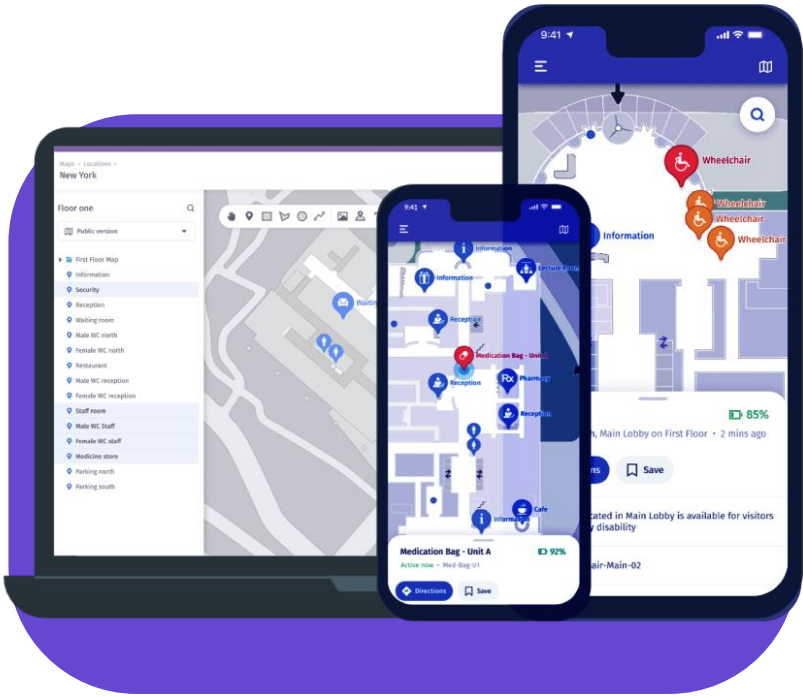 Maps > Locations >
New York
Floor one
Public version
First Floor Map
Information
Security
Reception
Waiting room
Male WC north
Female WC north
Restaurant
Male WC reception
Female WC reception
Staff room
Male WC Staff
Female WC staff
Medicine store
Parking north
Parking south
Waitin
9:41
Information
Lecture Room
Information
Reception
Medication Bag - Unit A
Reception
Rx
Pharmacy
Reception
Cafe
Information
Medication Bag - Unit A
92%
Active now • Med-Bag-U1
Directions
Save
9:41
Wheelchair
Wheelchair
Wheelchair
Wheelchair
Information
85%
, Main Lobby on First Floor • 2 mins ago
ns
Save
cated in Main Lobby is available for visitors
y disability
air-Main-02